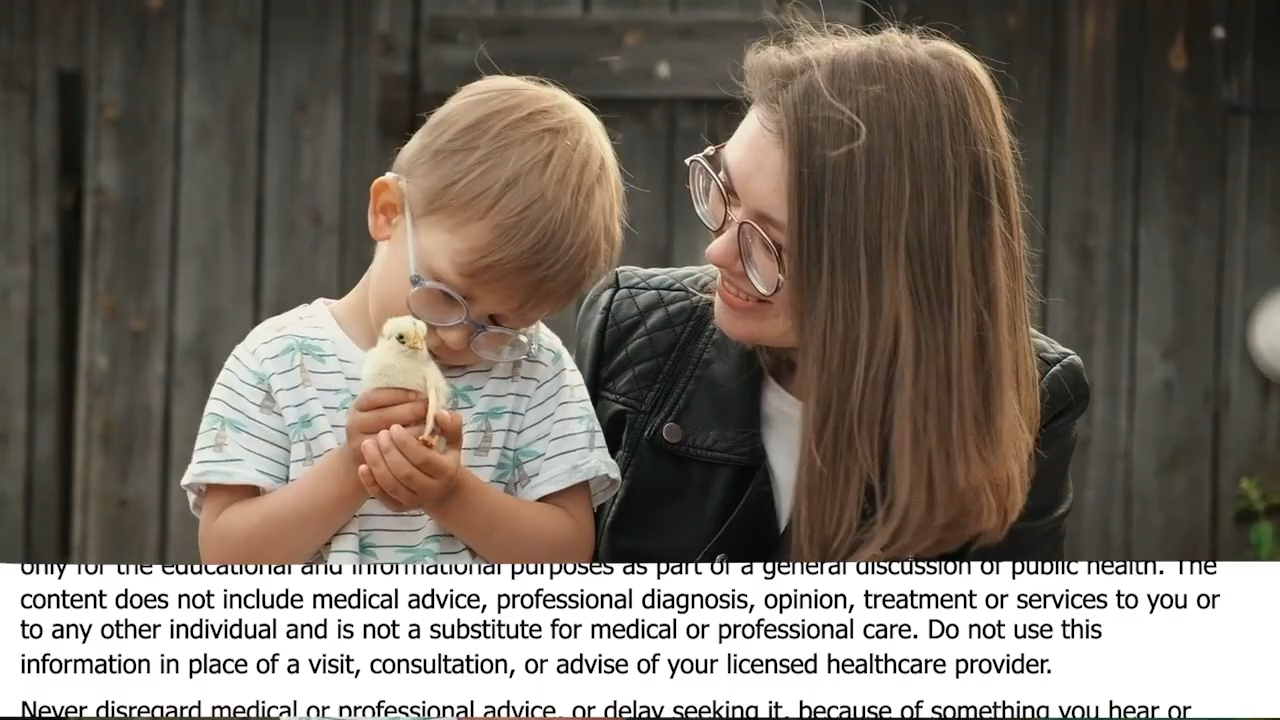 only for the educational and informational purposes as part of a general discussion of public health. The
content does not include medical advice, professional diagnosis, opinion, treatment or services to you or
to any other individual and is not a substitute for medical or professional care. Do not use this
information in place of a visit, consultation, or advise of your licensed healthcare provider.
Never disregard medical or professional advice, or delay seeking it, because of something you hear or